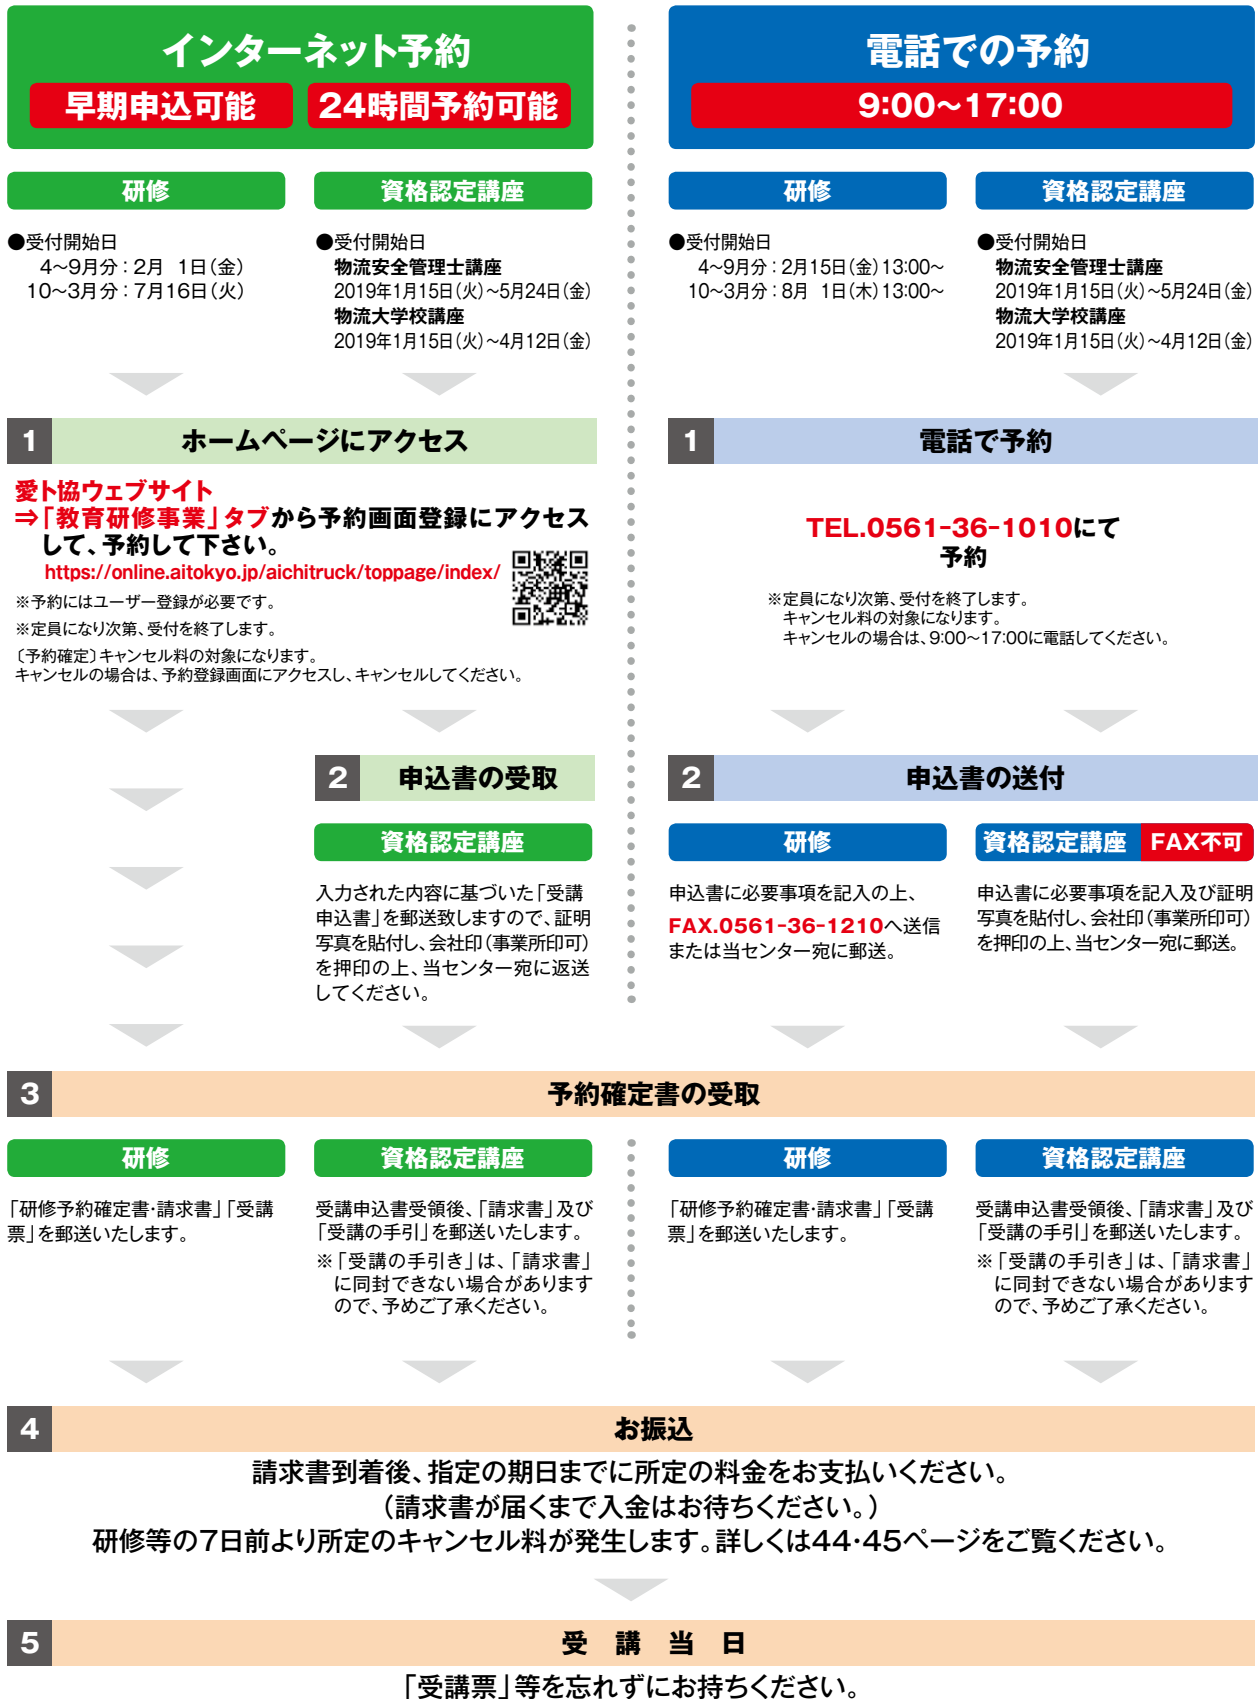 インターネット予約
早期申込可能
24時間予約可能
研修
●受付開始日
4〜9月分：2月 1日（金）
10〜3月分：7月16日（火）
資格認定講座
●受付開始日
物流安全管理士講座
2019年1月15日（火）〜5月24日（金）
物流大学校講座
2019年1月15日（火）〜4月12日（金）
電話での予約
9:00〜17:00
研修
●受付開始日
4〜9月分：2月15日（金）13:00〜
10〜3月分：8月 1日（木）13:00〜
資格認定講座
●受付開始日
物流安全管理士講座
2019年1月15日（火）〜5月24日（金）
物流大学校講座
2019年1月15日（火）〜4月12日（金）
1 ホームページにアクセス
愛ト協ウェブサイト
⇒「教育研修事業」タブから予約画面登録にアクセス
して、予約して下さい。
https://online.aitokyo.jp/aichitruck/toppage/index/
※予約にはユーザー登録が必要です。
※定員になり次第、受付を終了します。
〔予約確定〕キャンセル料の対象になります。
キャンセルの場合は、予約登録画面にアクセスし、キャンセルしてください。
1 電話で予約
TEL.0561-36-1010にて
予約
※定員になり次第、受付を終了します。
キャンセル料の対象になります。
キャンセルの場合は、9:00〜17:00に電話してください。
2 申込書の受取
資格認定講座
入力された内容に基づいた「受講
申込書」を郵送致しますので、証明
写真を貼付し、会社印（事業所印可）
を押印の上、当センター宛に返送
してください。
2 申込書の送付
研修
申込書に必要事項を記入の上、
FAX.0561-36-1210へ送信
または当センター宛に郵送。
資格認定講座 FAX不可
申込書に必要事項を記入及び証明
写真を貼付し、会社印（事業所印可）
を押印の上、当センター宛に郵送。
3 予約確定書の受取
研修
「研修予約確定書・請求書」「受講
票」を郵送いたします。
資格認定講座
受講申込書受領後、「請求書」及び
「受講の手引」を郵送いたします。
※「受講の手引き」は、「請求書」
に同封できない場合があります
ので、予めご了承ください。
研修
「研修予約確定書・請求書」「受講
票」を郵送いたします。
資格認定講座
受講申込書受領後、「請求書」及び
「受講の手引」を郵送いたします。
※「受講の手引き」は、「請求書」
に同封できない場合があります
ので、予めご了承ください。
4 お振込
請求書到着後、指定の期日までに所定の料金をお支払いください。
（請求書が届くまで入金はお待ちください。）
研修等の7日前より所定のキャンセル料が発生します。詳しくは44・45ページをご覧ください。
5 受 講 当 日
「受講票」等を忘れずにお持ちください。